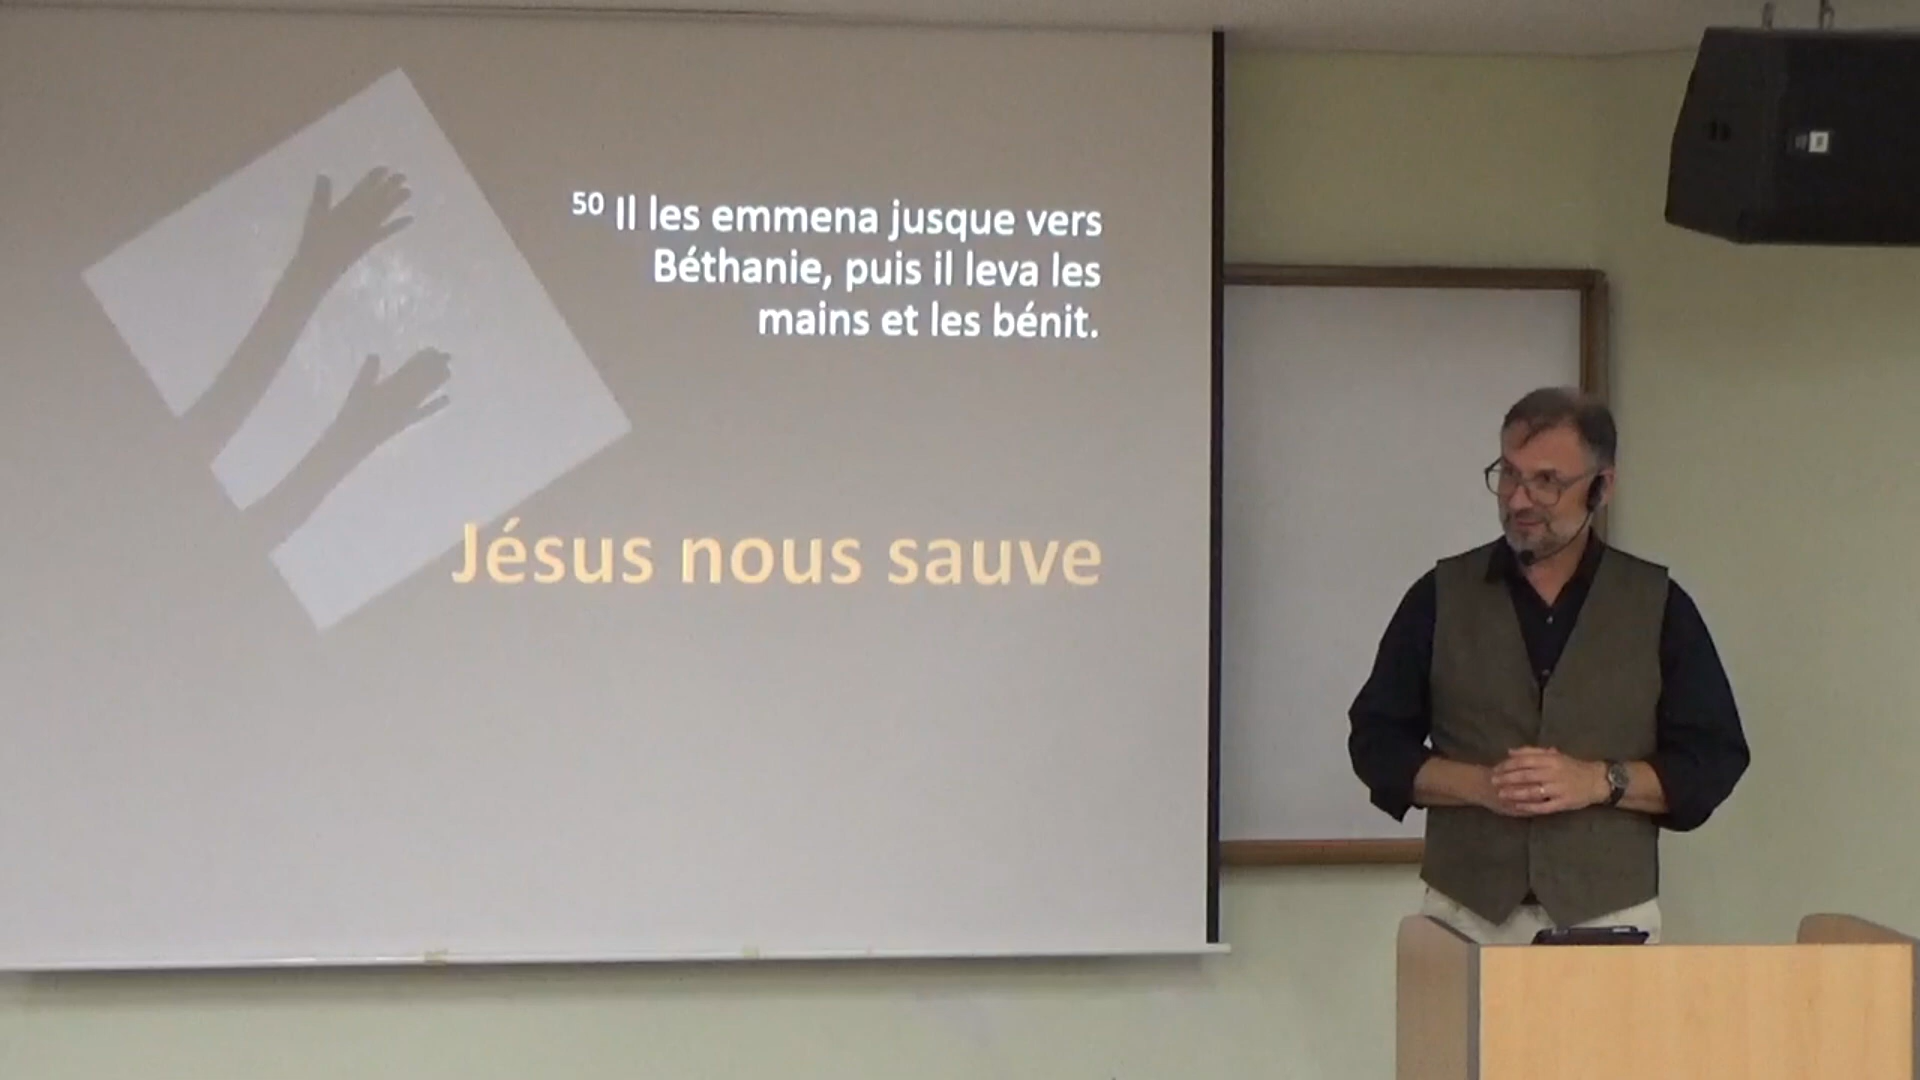 50 Il les emmena jusque vers
Béthanie, puis il leva les
mains et les bénit.
Jésus nous sauve